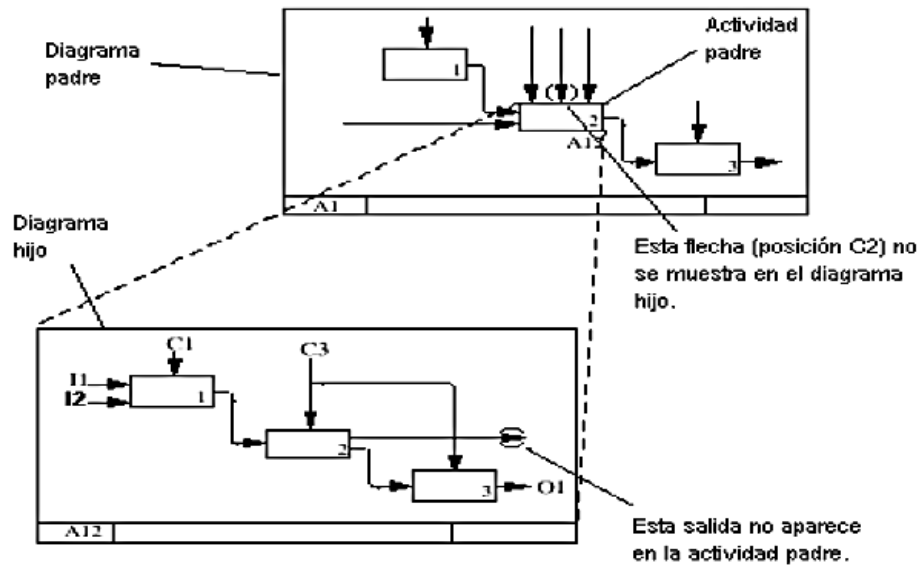 Diagrama
padre
Actividad
padre
1
2
A12
3
A1
Diagrama
hijo
Esta flecha (posición C2) no
se muestra en el diagrama
hijo.
C1
C3
I1
I2
1
2
3
O1
A12
Esta salida no aparece
en la actividad padre.